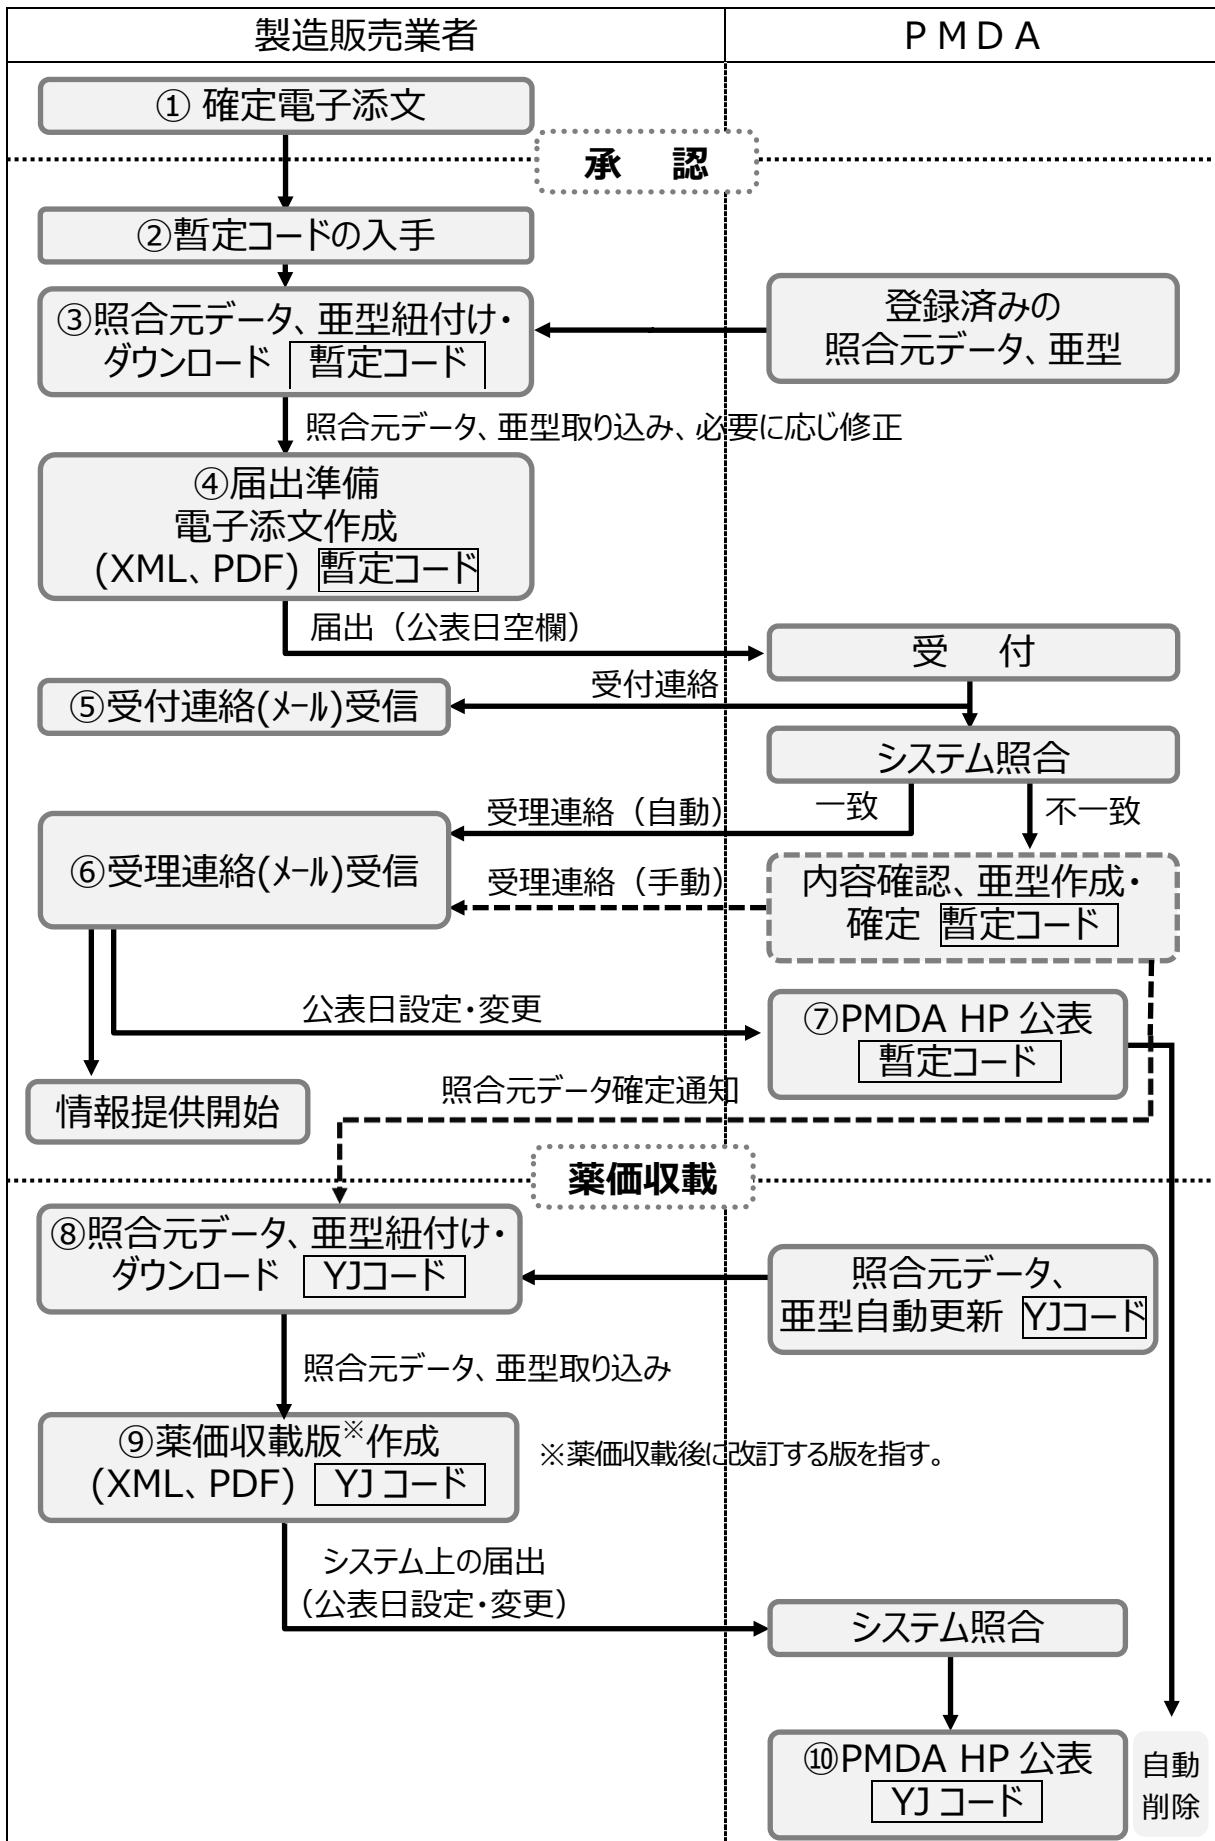 製造販売業者
ＰＭＤＡ
① 確定電子添文
承　認
②暫定コードの入手
③照合元データ、亜型紐付け・
ダウンロード 暫定コード
登録済みの
照合元データ、亜型
照合元データ、亜型取り込み、必要に応じ修正
④届出準備
電子添文作成
(XML、PDF) 暫定コード
届出（公表日空欄）
受　付
受付連絡
⑤受付連絡(ﾒｰﾙ)受信
システム照合
一致
不一致
受理連絡（自動）
⑥受理連絡(ﾒｰﾙ)受信
受理連絡（手動）
内容確認、亜型作成・
確定 暫定コード
公表日設定・変更
⑦PMDA HP 公表
暫定コード
照合元データ確定通知
情報提供開始
薬価収載
⑧照合元データ、亜型紐付け・
ダウンロード YJコード
照合元データ、
亜型自動更新 YJコード
照合元データ、亜型取り込み
⑨薬価収載版※作成
(XML、PDF) YJ コード
※薬価収載後に改訂する版を指す。
システム上の届出
（公表日設定・変更）
システム照合
⑩PMDA HP 公表
YJ コード
自動
削除